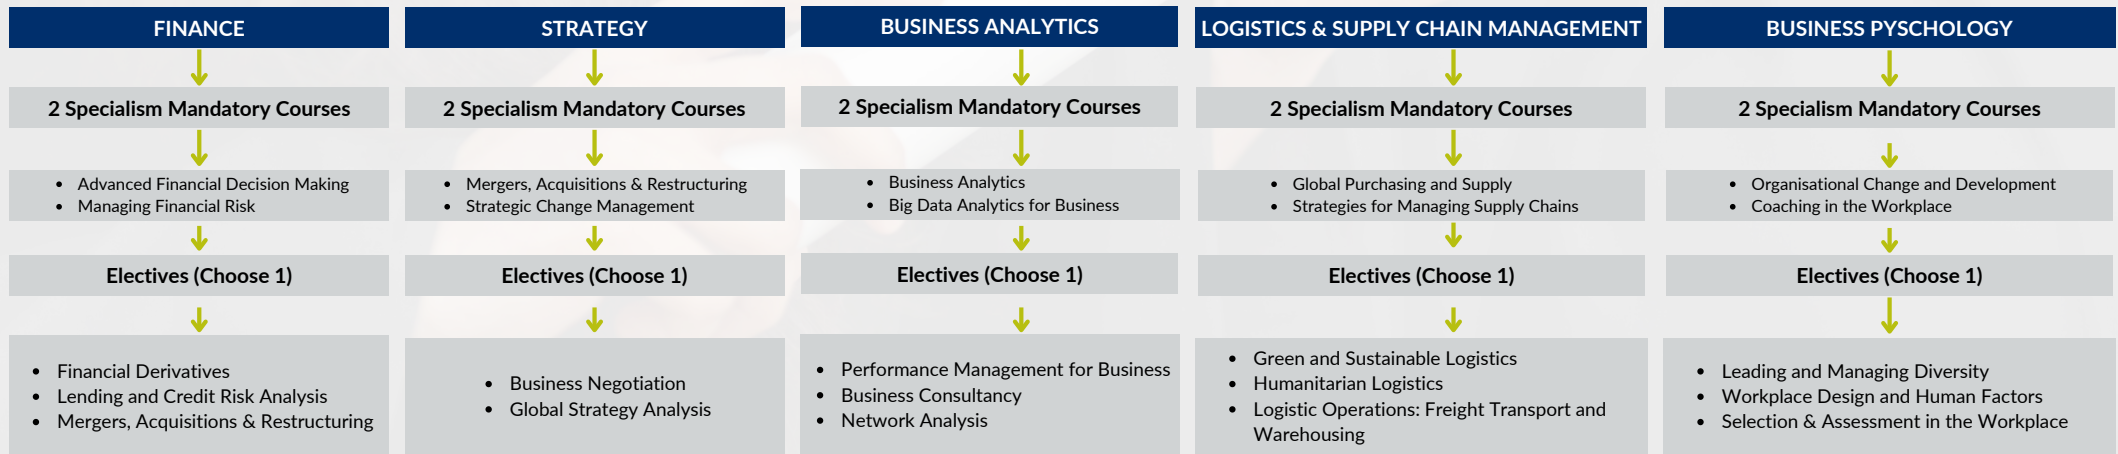 FINANCE
2 Specialism Mandatory Courses
• Advanced Financial Decision Making
• Managing Financial Risk
Electives (Choose 1)
• Financial Derivatives
• Lending and Credit Risk Analysis
• Mergers, Acquisitions & Restructuring
STRATEGY
2 Specialism Mandatory Courses
• Mergers, Acquisitions & Restructuring
• Strategic Change Management
Electives (Choose 1)
• Business Negotiation
• Global Strategy Analysis
BUSINESS ANALYTICS
2 Specialism Mandatory Courses
• Business Analytics
• Big Data Analytics for Business
Electives (Choose 1)
• Performance Management for Business
• Business Consultancy
• Network Analysis
LOGISTICS & SUPPLY CHAIN MANAGEMENT
2 Specialism Mandatory Courses
• Global Purchasing and Supply
• Strategies for Managing Supply Chains
Electives (Choose 1)
• Green and Sustainable Logistics
• Humanitarian Logistics
• Logistic Operations: Freight Transport and
Warehousing
BUSINESS PYSCHOLOGY
2 Specialism Mandatory Courses
• Organisational Change and Development
• Coaching in the Workplace
Electives (Choose 1)
• Leading and Managing Diversity
• Workplace Design and Human Factors
• Selection & Assessment in the Workplace